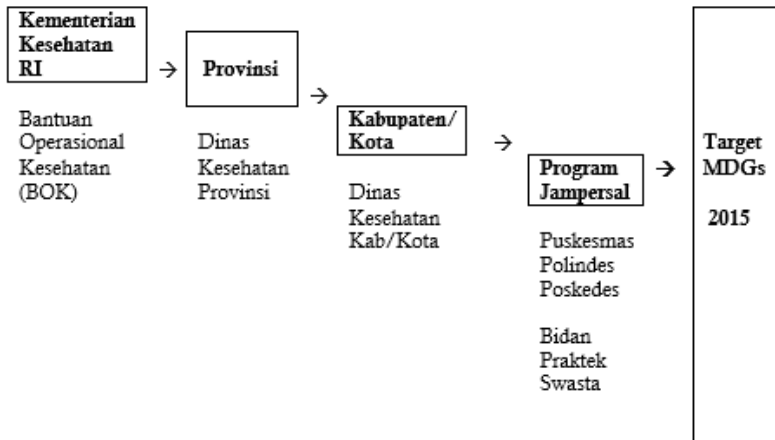 Kementerian
Kesehatan
RI
→
Bantuan
Operasional
Kesehatan
(BOK)
Provinsi
→
Dinas
Kesehatan
Provinsi
Kabupaten/
Kota
→
Dinas
Kesehatan
Kab/Kota
Program
Jampersal
→
Puskesmas
Polindes
Poskedes
Bidan
Praktek
Swasta
Target
MDGs
2015